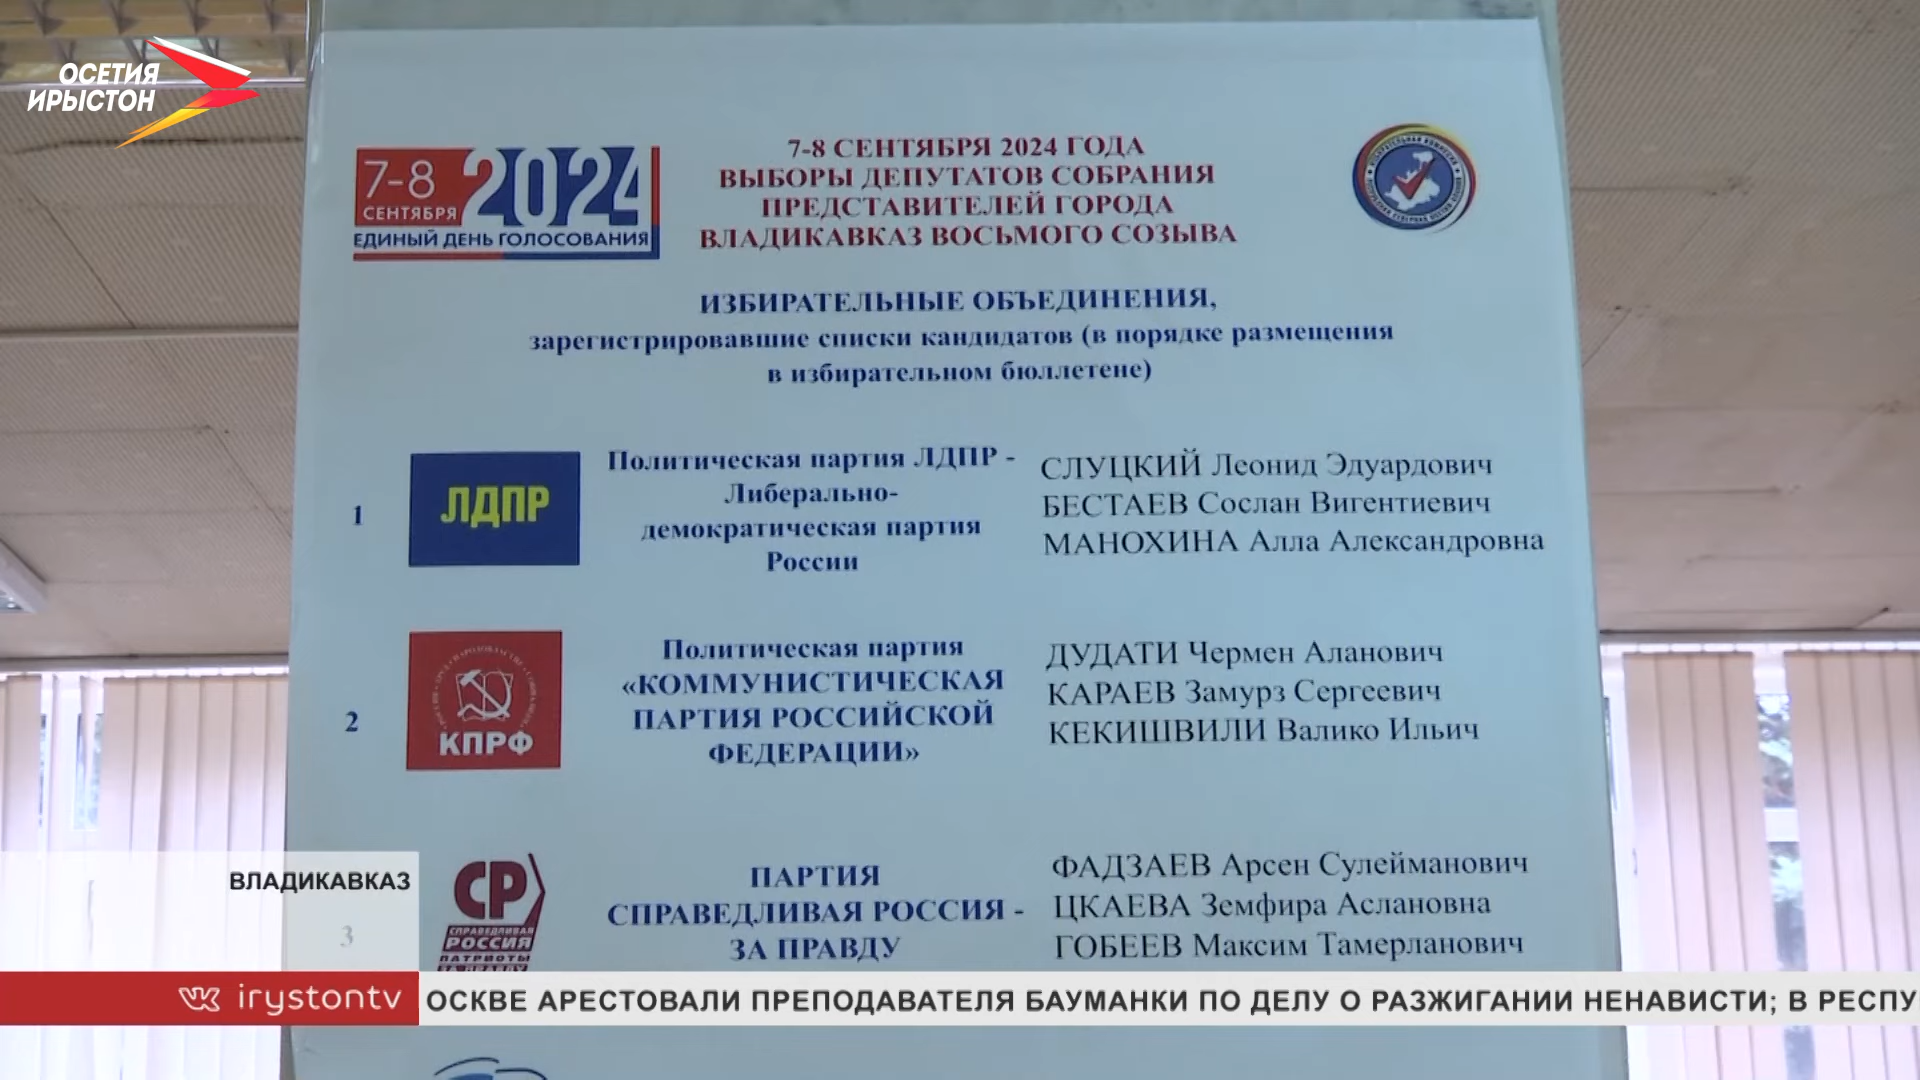 ОСЕТИЯ
ИРЫСТОН
7-8
СЕНТЯБРЯ
2024
ЕДИНЫЙ ДЕНЬ ГОЛОСОВАНИЯ
7-8 СЕНТЯБРЯ 2024 ГОДА
ВЫБОРЫ ДЕПУТАТОВ СОБРАНИЯ
ПРЕДСТАВИТЕЛЕЙ ГОРОДА
ВЛАДИКАВКАЗ ВОСЬМОГО СОЗЫВА
ИЗБИРАТЕЛЬНЫЕ ОБЪЕДИНЕНИЯ,
зарегистрировавшие списки кандидатов (в порядке размещения
в избирательном бюллетене)
1
ЛДПР
Политическая партия ЛДПР -
Либерально-
демократическая партия
России
СЛУЦКИЙ Леонид Эдуардович
БЕСТАЕВ Сослан Вигентиевич
МАНОХИНА Алла Александровна
2
КПРФ
Политическая партия
«КОММУНИСТИЧЕСКАЯ
ПАРТИЯ РОССИЙСКОЙ
ФЕДЕРАЦИИ»
ДУДАТИ Чермен Аланович
КАРАЕВ Замурз Сергеевич
КЕКИШВИЛИ Валико Ильич
3
СР
СПРАВЕДЛИВАЯ
РОССИЯ
ПАТРИОТЫ
ЗА ПРАВДУ
ПАРТИЯ
СПРАВЕДЛИВАЯ РОССИЯ -
ЗА ПРАВДУ
ФАДЗАЕВ Арсен Сулейманович
ЦКАЕВА Земфира Аслановна
ГОБЕЕВ Максим Тамерланович
ВЛАДИКАВКАЗ
irystontv
ОСКВЕ АРЕСТОВАЛИ ПРЕПОДАВАТЕЛЯ БАУМАНКИ ПО ДЕЛУ О РАЗЖИГАНИИ НЕНАВИСТИ; В РЕСПУ